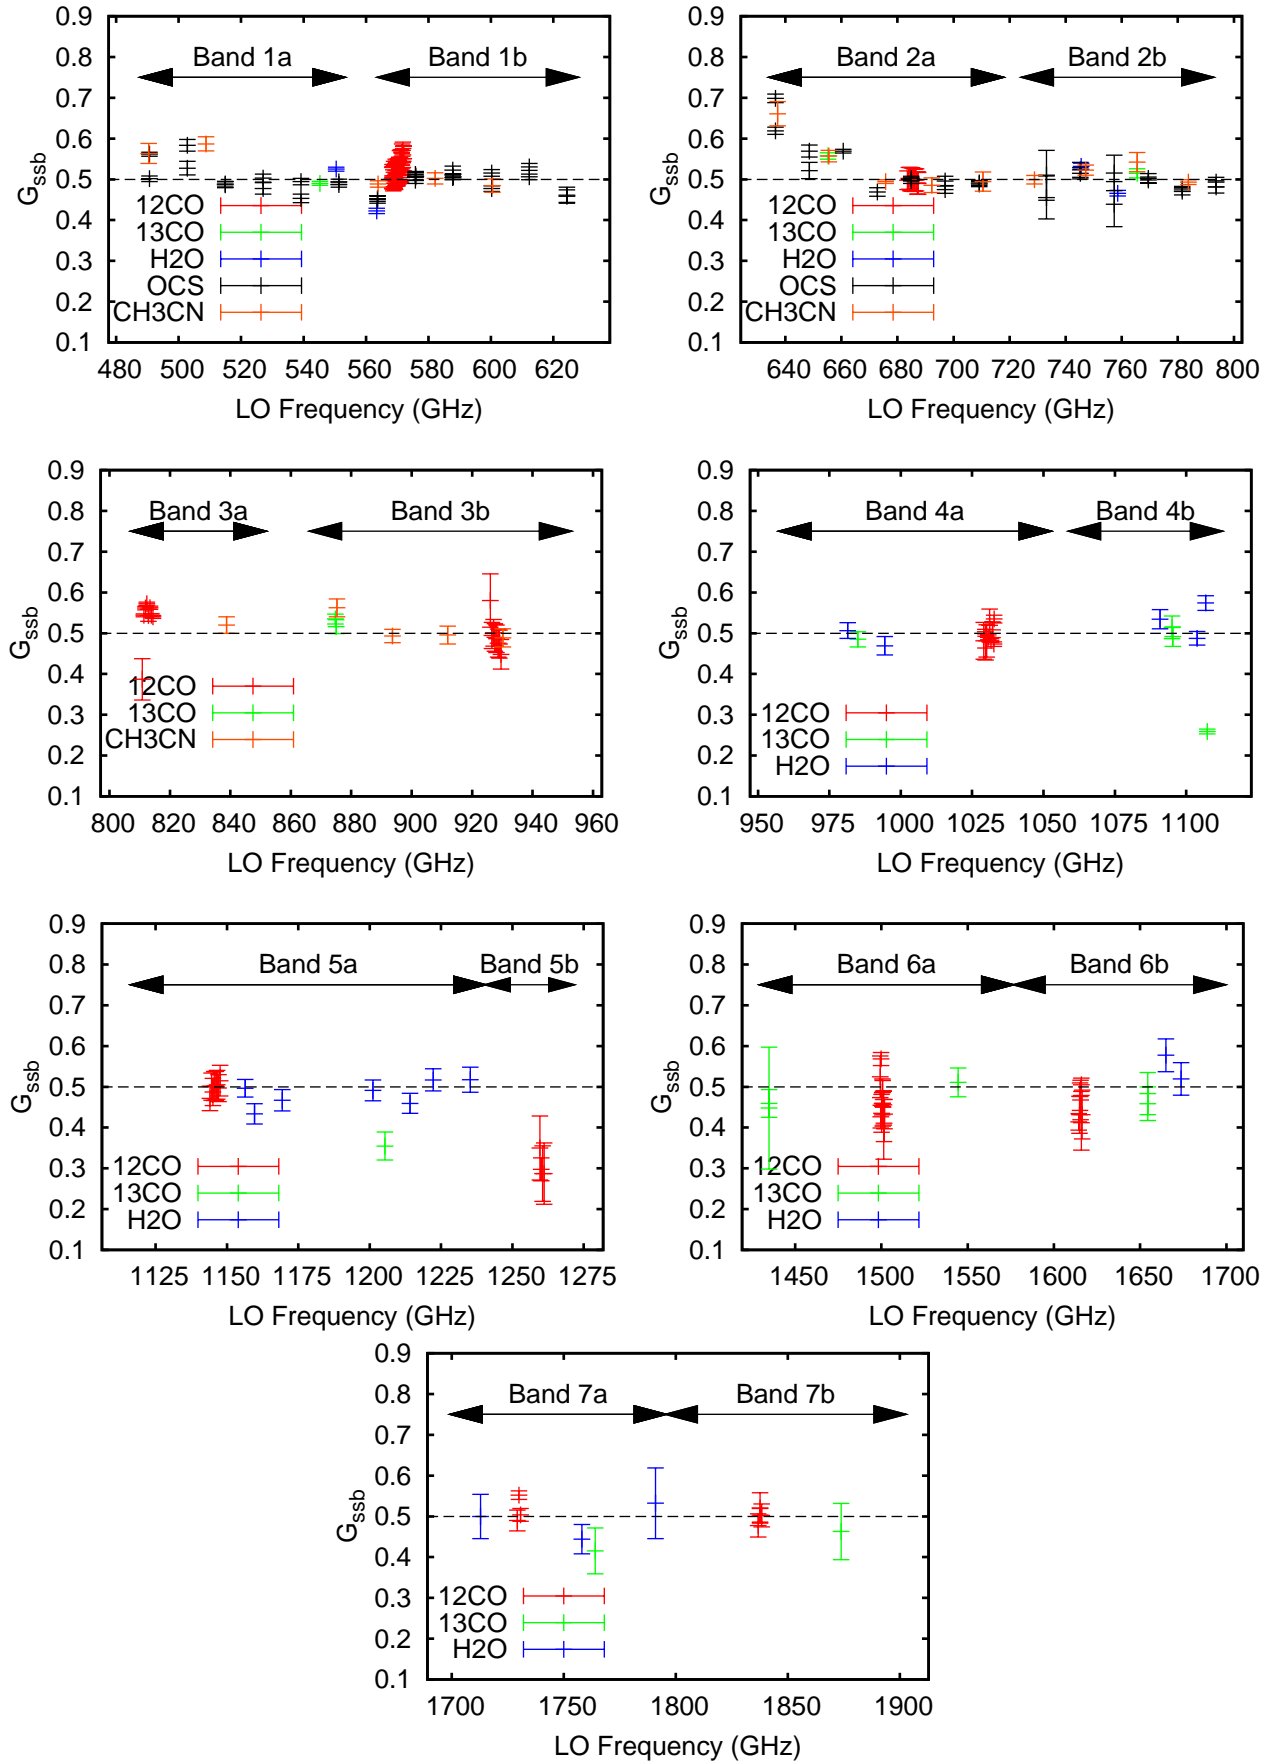 0.9
0.8
0.7
0.6
0.5
0.4
0.3
0.2
0.1
Gssb
Band 1a
Band 1b
12CO
13CO
H2O
OCS
CH3CN
480 500 520 540 560 580 600 620
LO Frequency (GHz)
0.9
0.8
0.7
0.6
0.5
0.4
0.3
0.2
0.1
Gssb
Band 2a
Band 2b
12CO
13CO
H2O
OCS
CH3CN
640 660 680 700 720 740 760 780 800
LO Frequency (GHz)
0.9
0.8
0.7
0.6
0.5
0.4
0.3
0.2
0.1
Gssb
Band 3a
Band 3b
12CO
13CO
CH3CN
800 820 840 860 880 900 920 940 960
LO Frequency (GHz)
0.9
0.8
0.7
0.6
0.5
0.4
0.3
0.2
0.1
Gssb
Band 4a
Band 4b
12CO
13CO
H2O
950 975 1000 1025 1050 1075 1100
LO Frequency (GHz)
0.9
0.8
0.7
0.6
0.5
0.4
0.3
0.2
0.1
Gssb
Band 5a
Band 5b
12CO
13CO
H2O
1125 1150 1175 1200 1225 1250 1275
LO Frequency (GHz)
0.9
0.8
0.7
0.6
0.5
0.4
0.3
0.2
0.1
Gssb
Band 6a
Band 6b
12CO
13CO
H2O
1450 1500 1550 1600 1650 1700
LO Frequency (GHz)
0.9
0.8
0.7
0.6
0.5
0.4
0.3
0.2
0.1
Gssb
Band 7a
Band 7b
12CO
13CO
H2O
1700 1750 1800 1850 1900
LO Frequency (GHz)